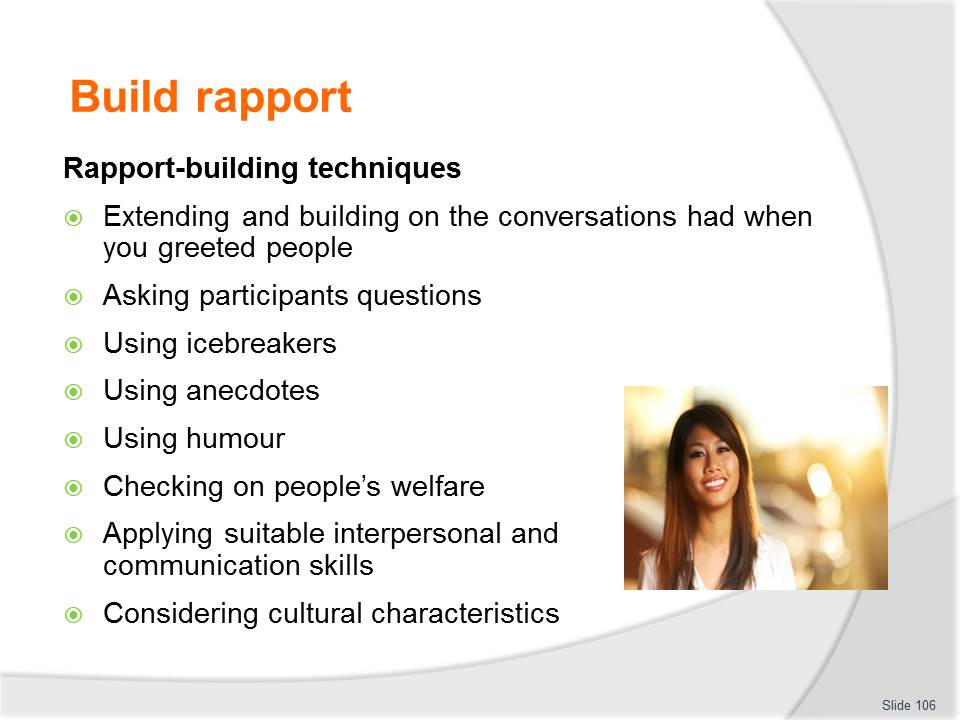 Build rapport
Rapport-building techniques
Extending and building on the conversations had when
you greeted people
Asking participants questions
Using icebreakers
Using anecdotes
Using humour
Checking on people’s welfare
Applying suitable interpersonal and
communication skills
Considering cultural characteristics
Slide 106